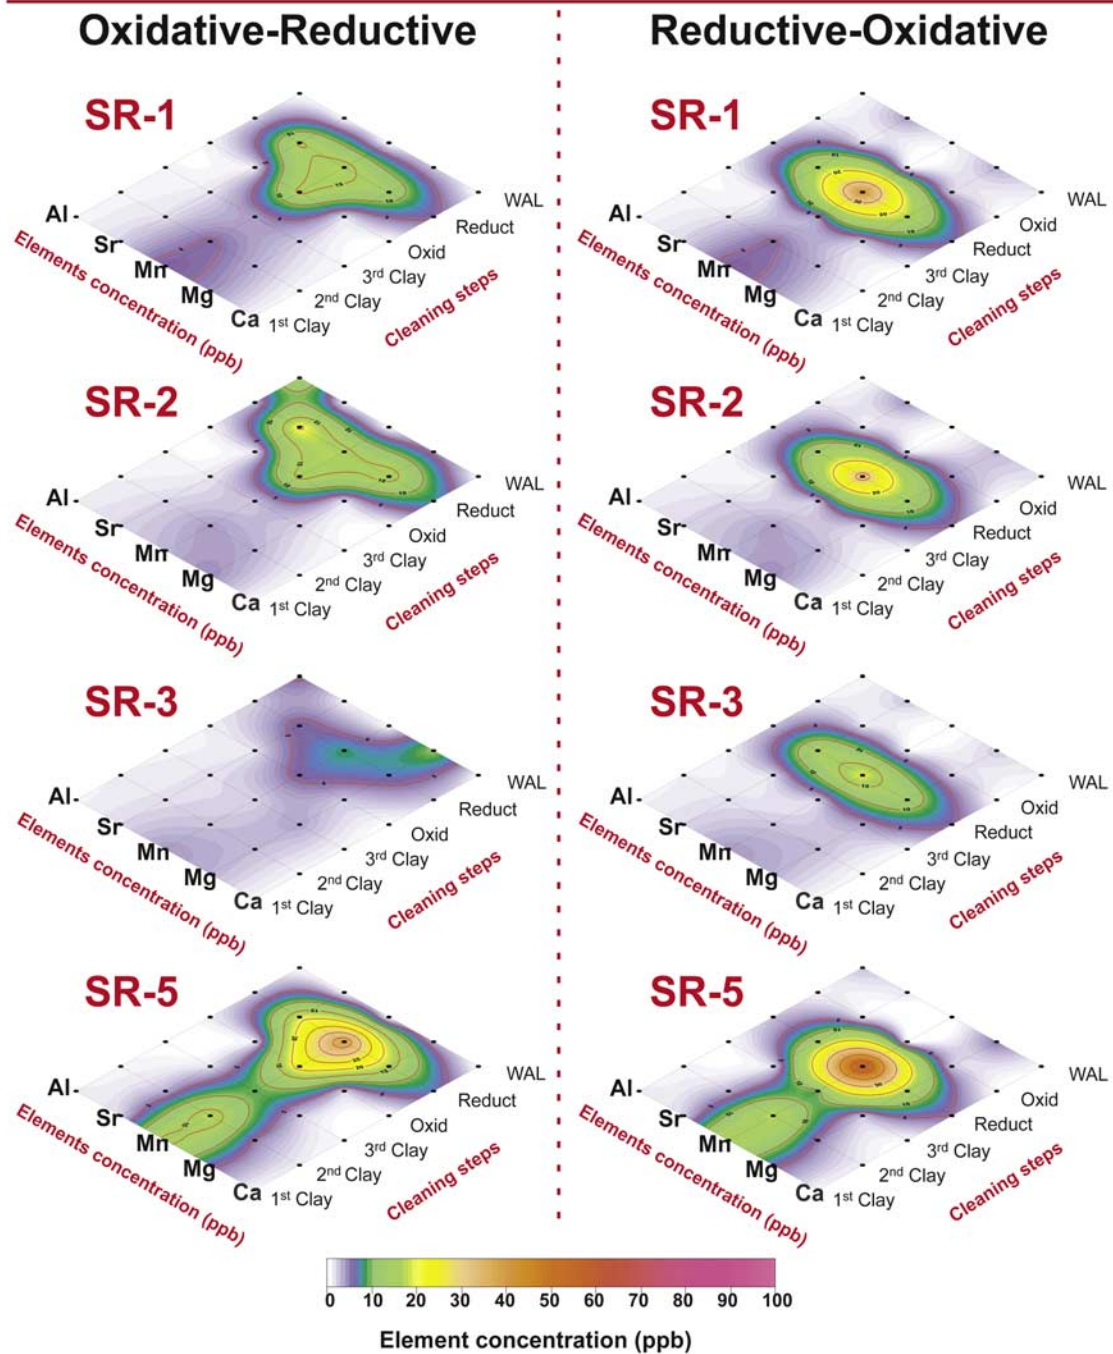 Oxidative-Reductive
Reductive-Oxidative
SR-1
Al
Sr
Mn
Mg
Ca
1st Clay
2nd Clay
3rd Clay
Oxid
Reduct
WAL
Elements concentration (ppb)
Cleaning steps
SR-1
Al
Sr
Mn
Mg
Ca
1st Clay
2nd Clay
3rd Clay
Reduct
Oxid
WAL
Elements concentration (ppb)
Cleaning steps
SR-2
Al
Sr
Mn
Mg
Ca
1st Clay
2nd Clay
3rd Clay
Oxid
Reduct
WAL
Elements concentration (ppb)
Cleaning steps
SR-2
Al
Sr
Mn
Mg
Ca
1st Clay
2nd Clay
3rd Clay
Reduct
Oxid
WAL
Elements concentration (ppb)
Cleaning steps
SR-3
Al
Sr
Mn
Mg
Ca
1st Clay
2nd Clay
3rd Clay
Oxid
Reduct
WAL
Elements concentration (ppb)
Cleaning steps
SR-3
Al
Sr
Mn
Mg
Ca
1st Clay
2nd Clay
3rd Clay
Reduct
Oxid
WAL
Elements concentration (ppb)
Cleaning steps
SR-5
Al
Sr
Mn
Mg
Ca
1st Clay
2nd Clay
3rd Clay
Oxid
Reduct
WAL
Elements concentration (ppb)
Cleaning steps
SR-5
Al
Sr
Mn
Mg
Ca
1st Clay
2nd Clay
3rd Clay
Reduct
Oxid
WAL
Elements concentration (ppb)
Cleaning steps
0 10 20 30 40 50 60 70 80 90 100
Element concentration (ppb)